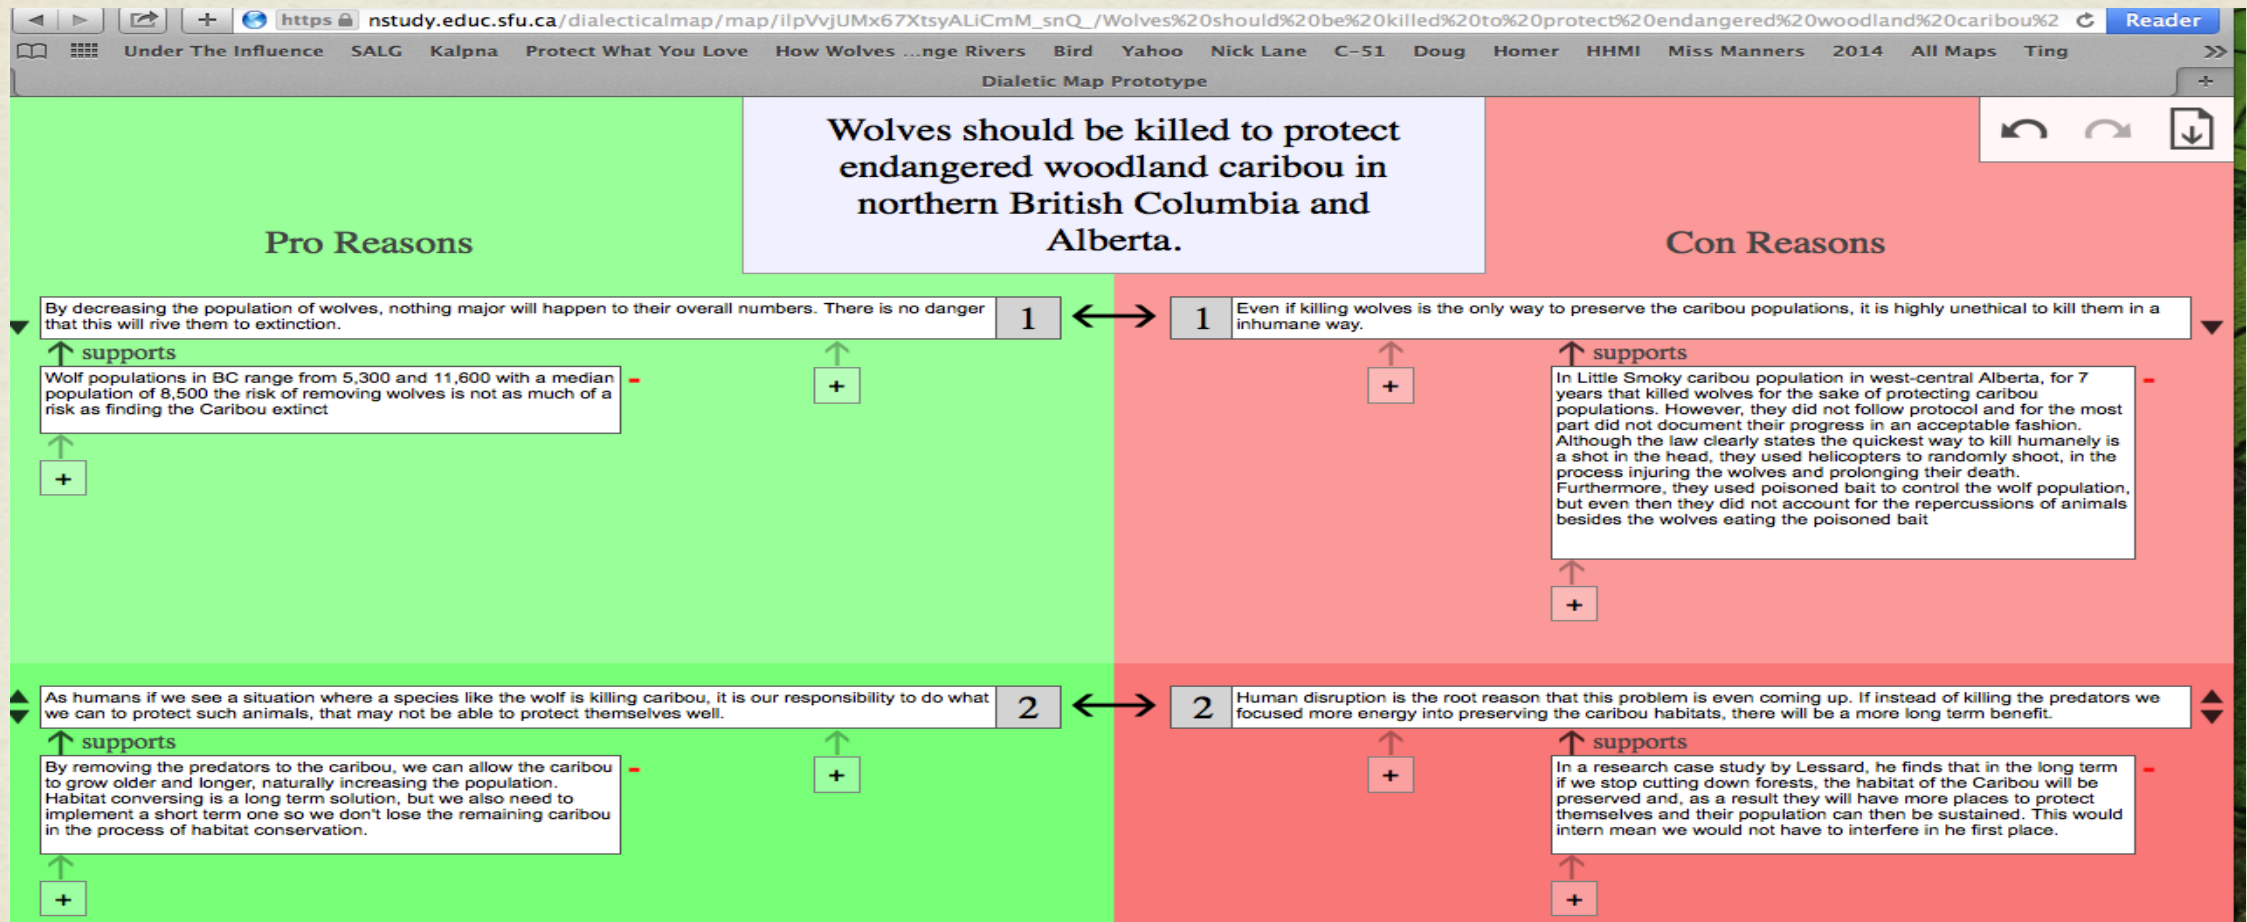 https nstudy.educ.sfu.ca/dialecticalmap/map/ilpVvjUMx67XtsyALiCmM_snQ_/Wolves%20should%20be%20killed%20to%20protect%20endangered%20woodland%20caribou%2 Reader
Under The Influence SALG Kalpna Protect What You Love How Wolves ...nge Rivers Bird Yahoo Nick Lane C-51 Doug Homer HHMI Miss Manners 2014 All Maps Ting >>
Dialetic Map Prototype +
Wolves should be killed to protect
endangered woodland caribou in
northern British Columbia and
Alberta.
Pro Reasons
Con Reasons
By decreasing the population of wolves, nothing major will happen to their overall numbers. There is no danger
that this will rive them to extinction.
1
1
Even if killing wolves is the only way to preserve the caribou populations, it is highly unethical to kill them in a
inhumane way.
supports
Wolf populations in BC range from 5,300 and 11,600 with a median
population of 8,500 the risk of removing wolves is not as much of a
risk as finding the Caribou extinct
-
+
+
+
supports
In Little Smoky caribou population in west-central Alberta, for 7
years that killed wolves for the sake of protecting caribou
populations. However, they did not follow protocol and for the most
part did not document their progress in an acceptable fashion.
Although the law clearly states the quickest way to kill humanely is
a shot in the head, they used helicopters to randomly shoot, in the
process injuring the wolves and prolonging their death.
Furthermore, they used poisoned bait to control the wolf population,
but even then they did not account for the repercussions of animals
besides the wolves eating the poisoned bait
-
+
As humans if we see a situation where a species like the wolf is killing caribou, it is our responsibility to do what
we can to protect such animals, that may not be able to protect themselves well.
2
2
Human disruption is the root reason that this problem is even coming up. If instead of killing the predators we
focused more energy into preserving the caribou habitats, there will be a more long term benefit.
supports
By removing the predators to the caribou, we can allow the caribou
to grow older and longer, naturally increasing the population.
Habitat conversing is a long term solution, but we also need to
implement a short term one so we don't lose the remaining caribou
in the process of habitat conservation.
-
+
+
+
supports
In a research case study by Lessard, he finds that in the long term
if we stop cutting down forests, the habitat of the Caribou will be
preserved and, as a result they will have more places to protect
themselves and their population can then be sustained. This would
intern mean we would not have to interfere in he first place.
-
+